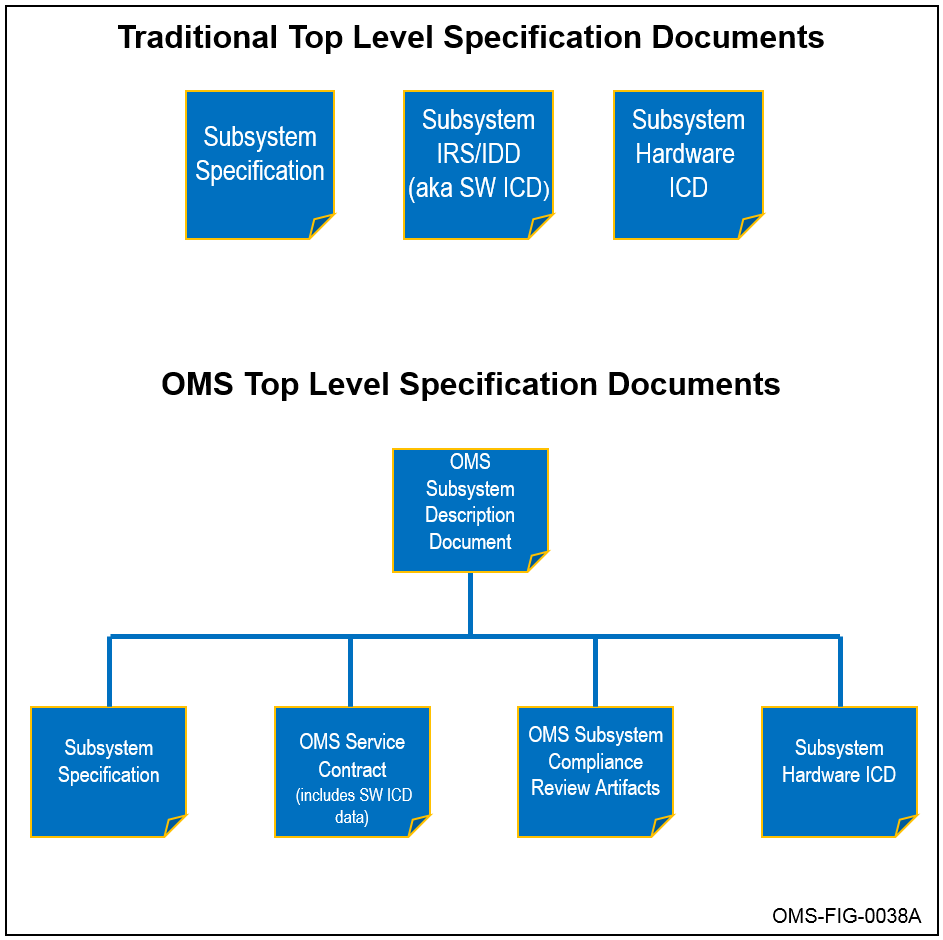 Traditional Top Level Specification Documents
Subsystem
Specification
Subsystem
IRS/IDD
(aka SW ICD)
Subsystem
Hardware
ICD
OMS Top Level Specification Documents
OMS
Subsystem
Description
Document
Subsystem
Specification
OMS Service
Contract
(includes SW ICD
data)
OMS Subsystem
Compliance
Review Artifacts
Subsystem
Hardware ICD
OMS-FIG-0038A